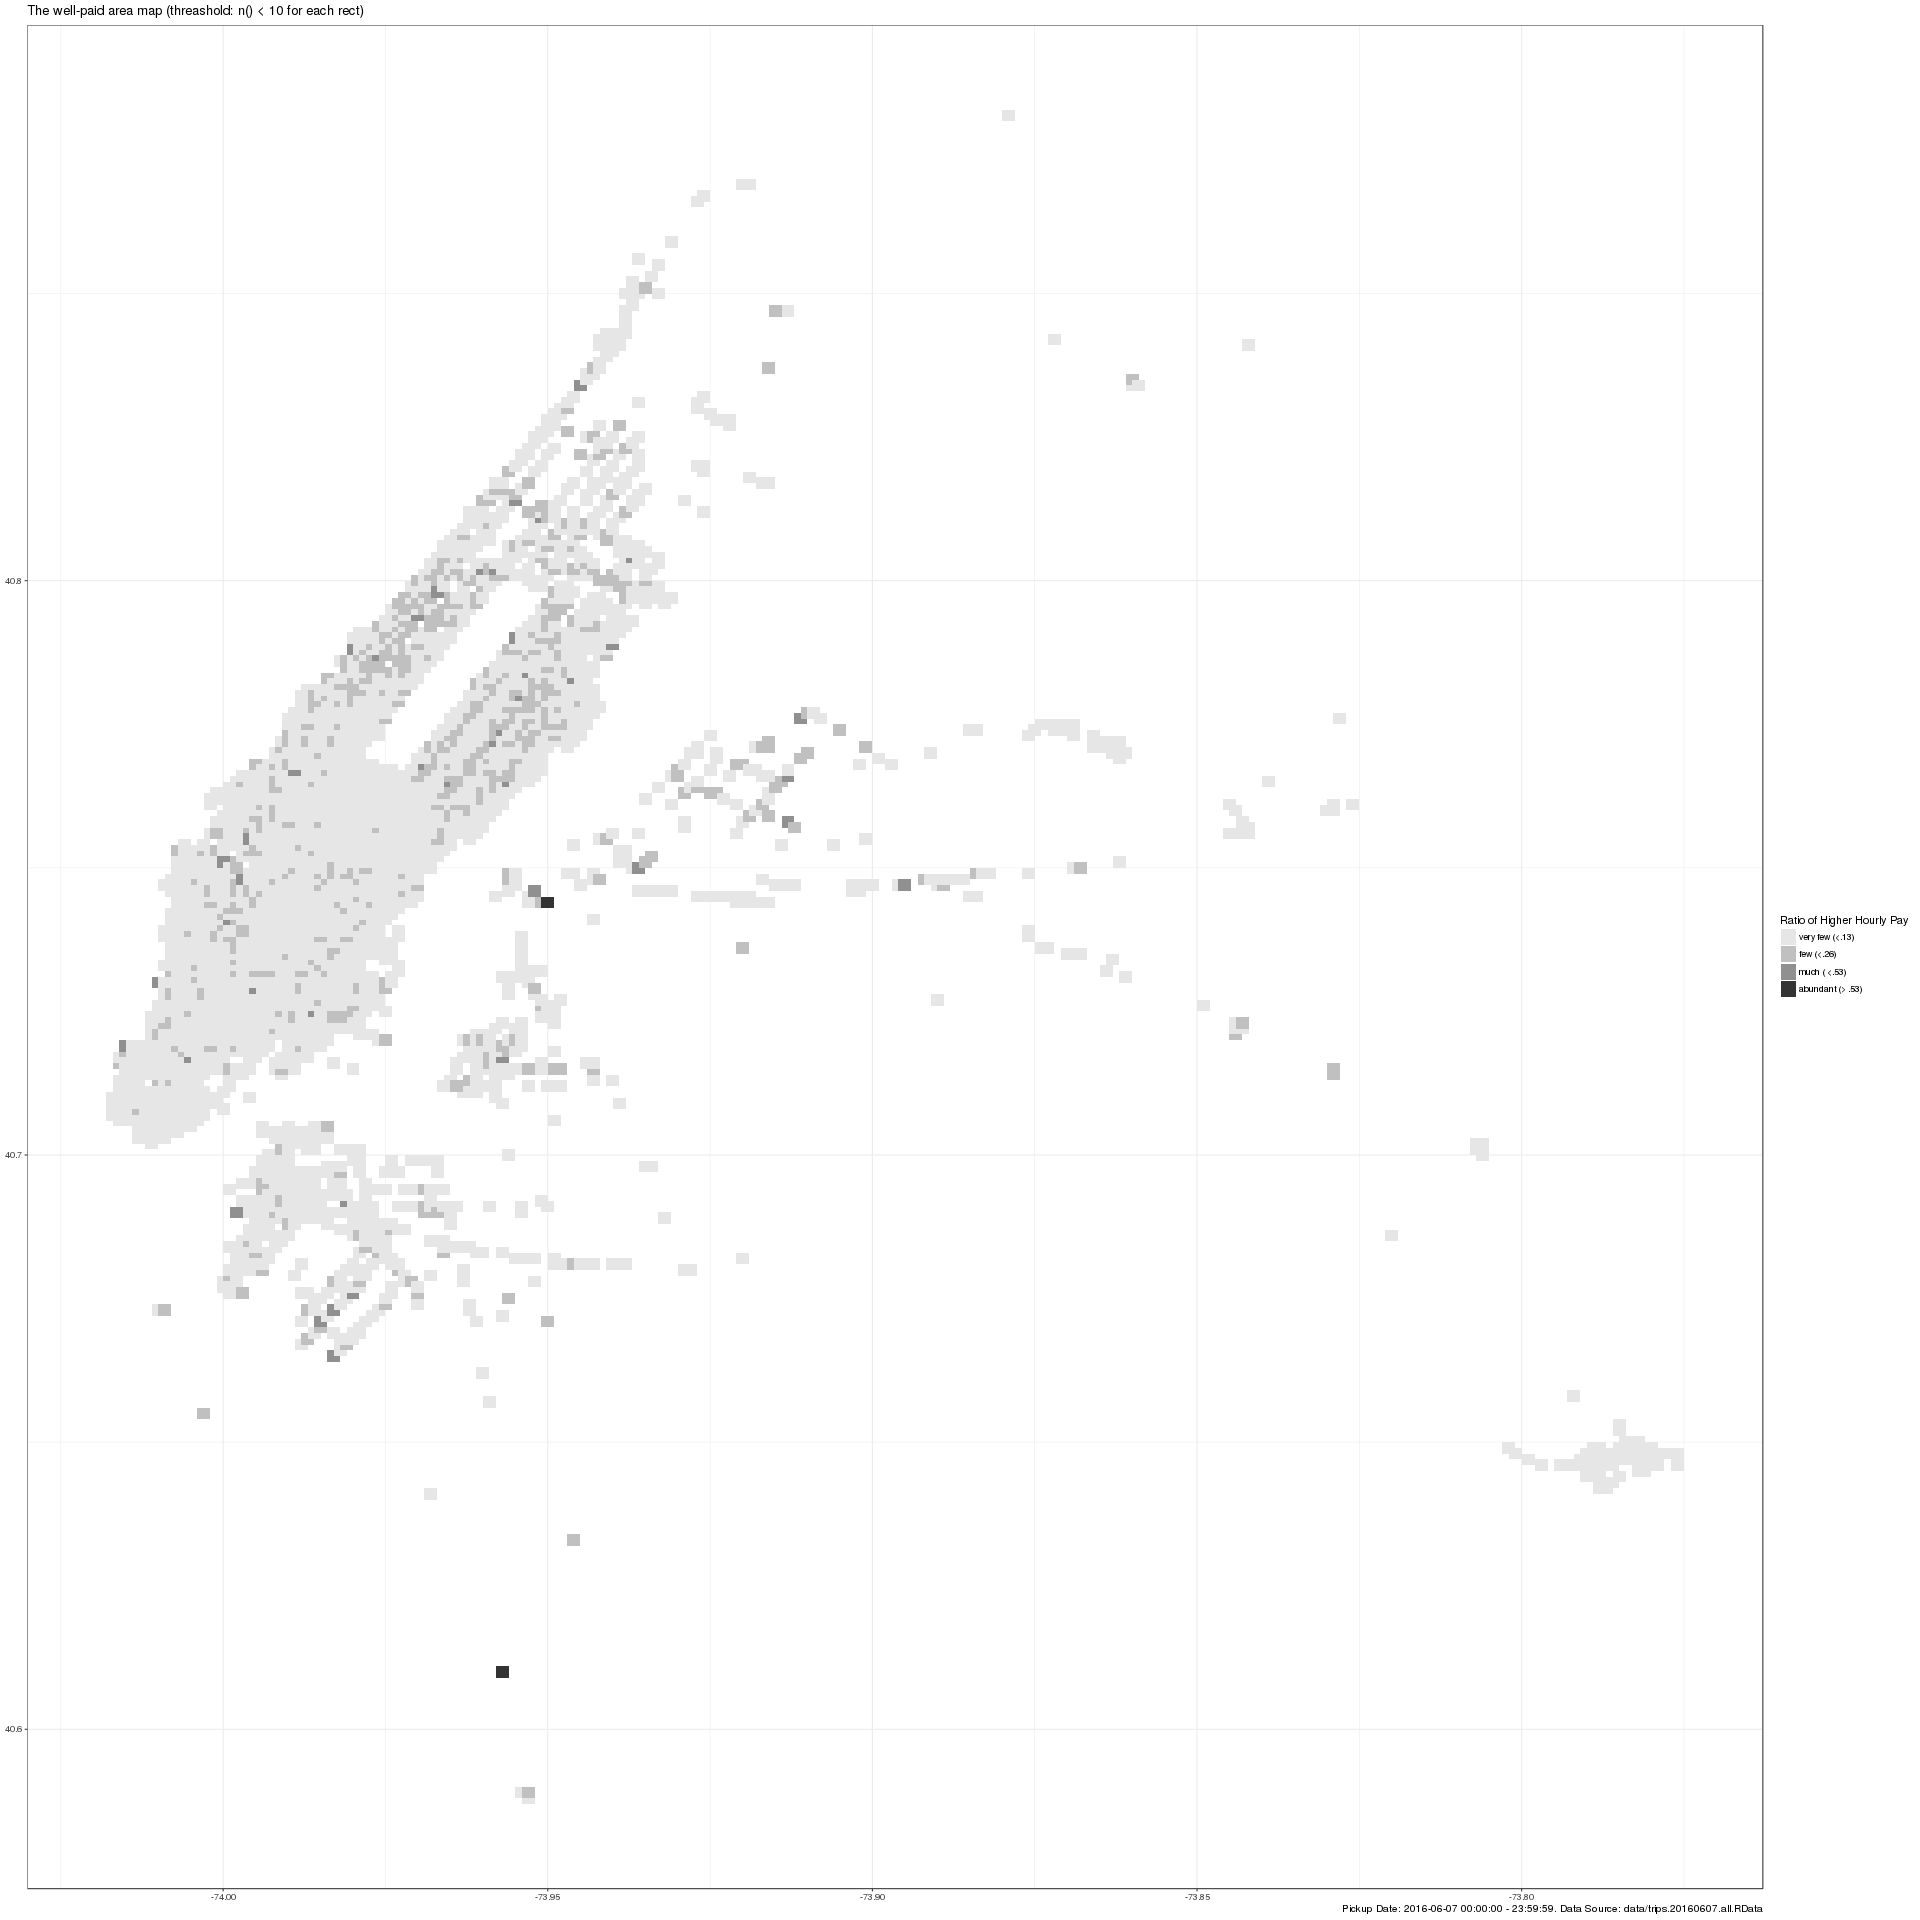 The well-paid area map (threashold: n() < 10 for each rect)
40.8
40.7
40.6
-74.00
-73.95
-73.90
-73.85
-73.80
Ratio of Higher Hourly Pay
very few (<.13)
few (<.26)
much ( <.53)
abundant (> .53)
Pickup Date: 2016-06-07 00:00:00 - 23:59:59. Data Source: data/trips.20160607.all.RData